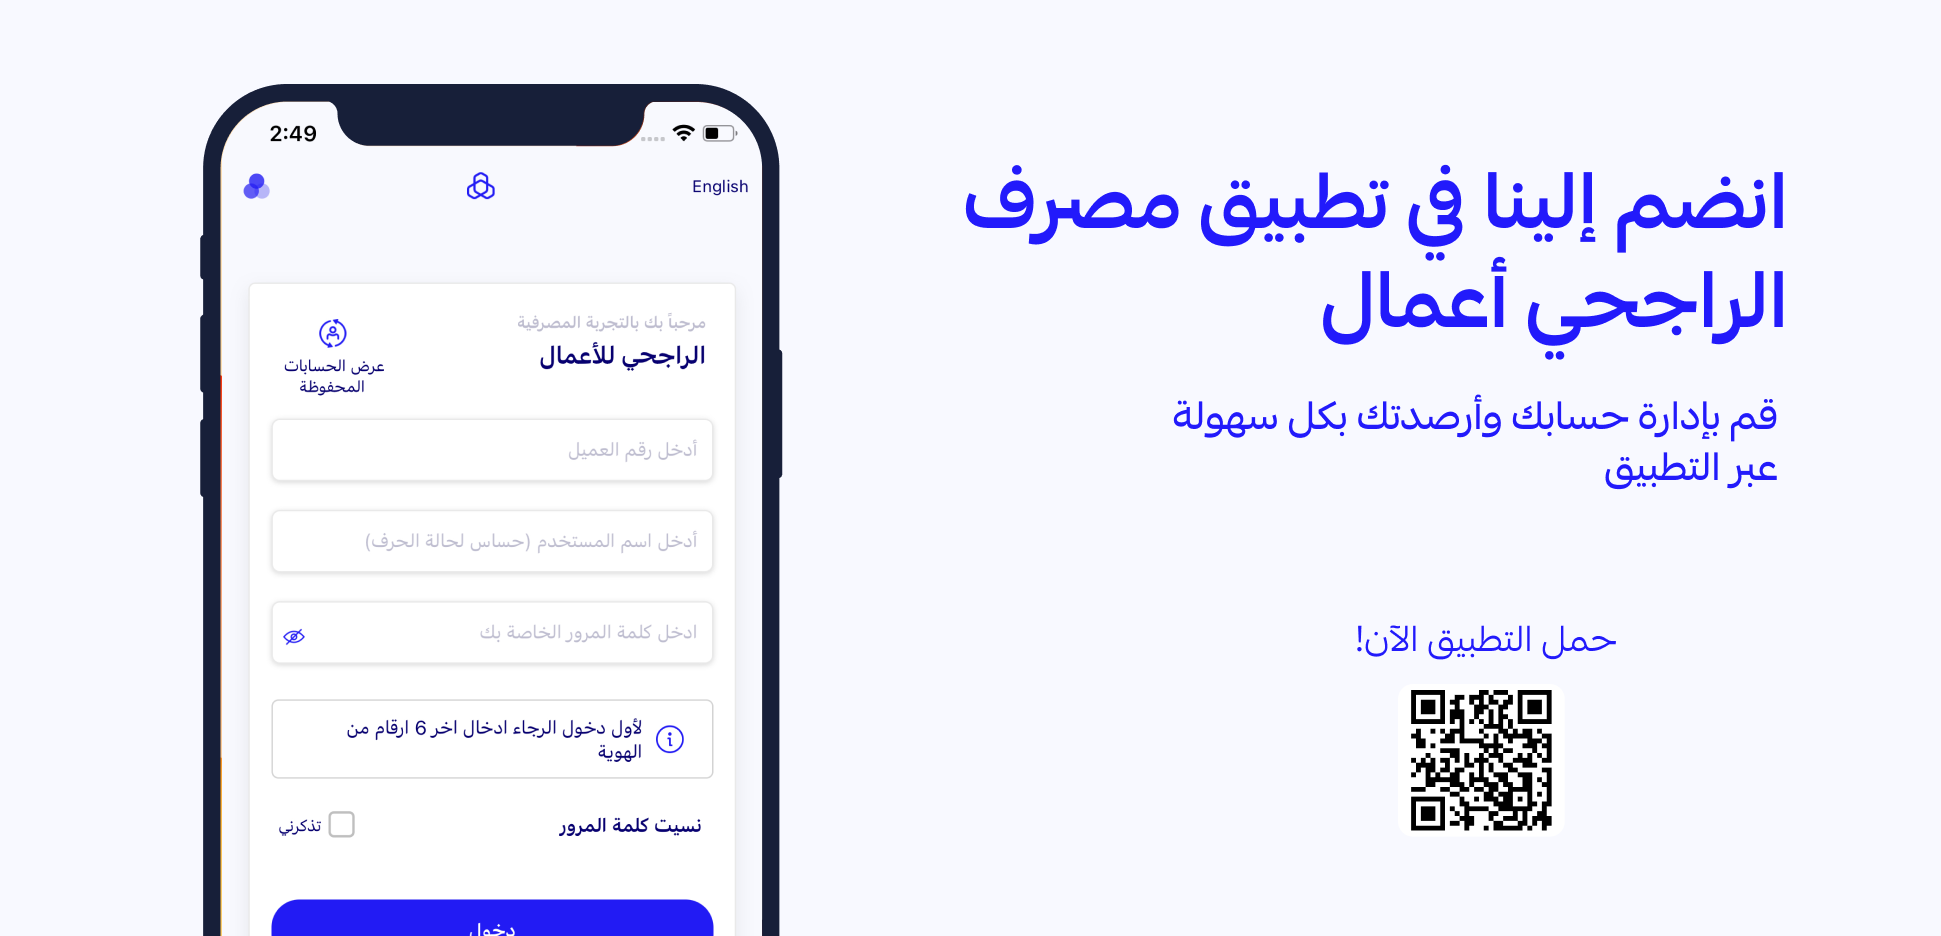 انضم إلينا في تطبيق مصرف
الراجحي أعمال
قم بإدارة حسابك وأرصدتك بكل سهولة
عبر التطبيق
حمل التطبيق الآن!
2:49
English
مرحباً بك بالتجربة المصرفية
الراجحي للأعمال
عرض الحسابات
المحفوظة
أدخل رقم العميل
أدخل اسم المستخدم (حساس لحالة الحرف)
ادخل كلمة المرور الخاصة بك
لأول دخول الرجاء ادخال اخر 6 ارقام من
الهوية
نسيت كلمة المرور
تذكرني
دخول